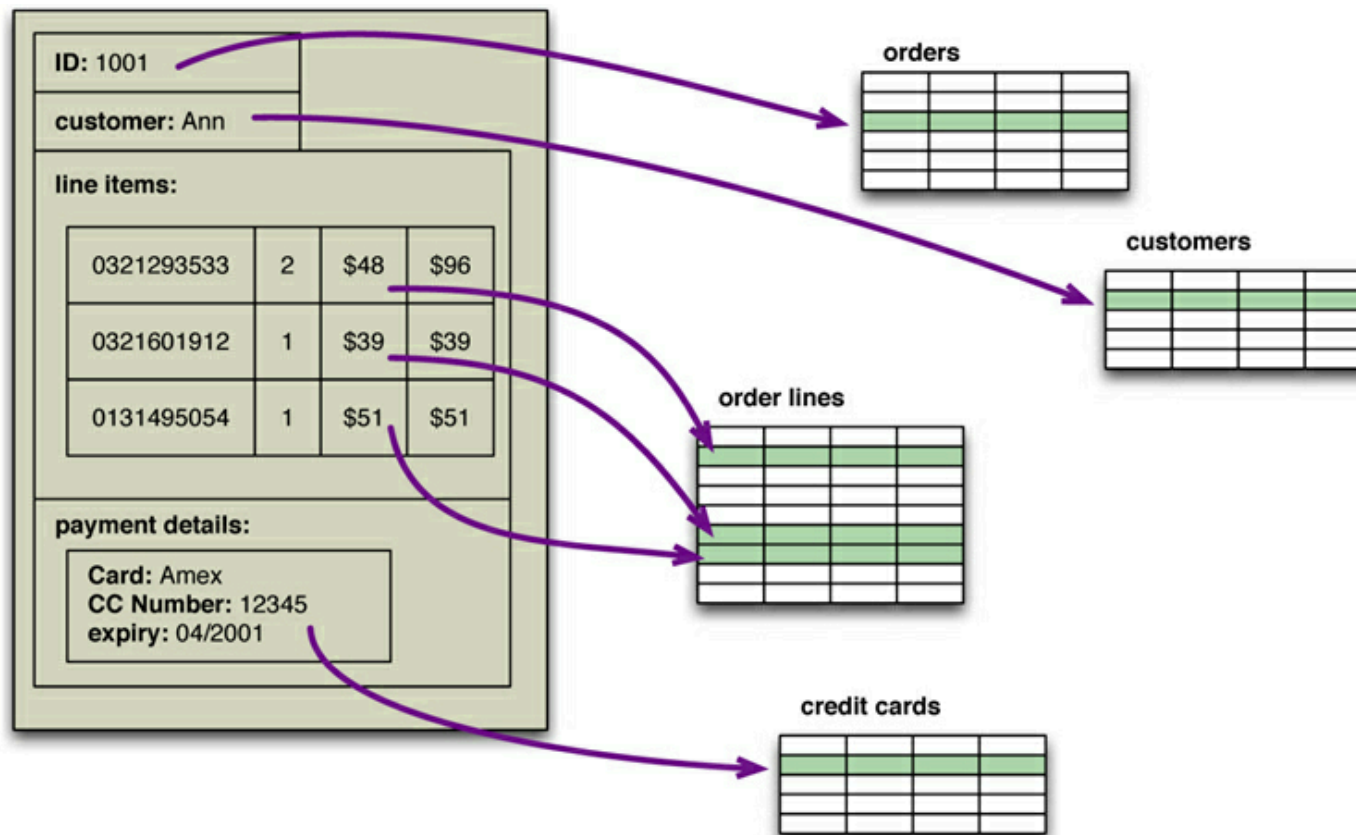 ID: 1001
customer: Ann
line items:
0321293533 2 $48 $96
0321601912 1 $39 $39
0131495054 1 $51 $51
payment details:
Card: Amex
CC Number: 12345
expiry: 04/2001
orders
customers
order lines
credit cards